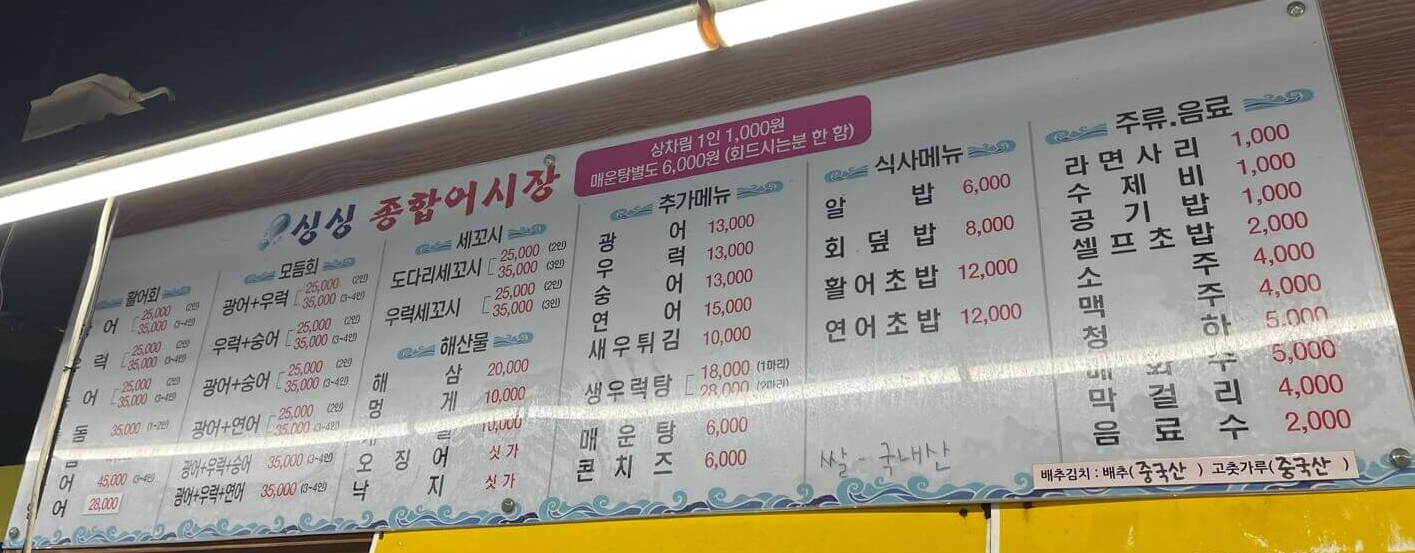 싱싱 종합어시장
상차림 1인 1,000원
매운탕별도 6,000원 (회드시는분 한 함)
활어회
어 25,000 (2인)
35,000 (3~4인)
럭 25,000 (2인)
35,000 (3~4인)
어 25,000 (2인)
35,000 (3~4인)
돔 35,000 (1~2인)
어 45,000 (3~4인)
어 28,000
모듬회
광어+우럭 25,000 (2인)
35,000 (3~4인)
우럭+숭어 25,000 (2인)
35,000 (3~4인)
광어+숭어 25,000 (2인)
35,000 (3~4인)
광어+연어 25,000 (2인)
35,000 (3~4인)
광어+우럭+숭어 35,000 (3~4인)
광어+우럭+연어 35,000 (3~4인)
세꼬시
도다리세꼬시 25,000 (2인)
35,000 (3인)
우럭세꼬시 25,000 (2인)
35,000 (3인)
해산물
해삼 20,000
멍게 10,000
10,000
오징어 싯가
낙지 싯가
추가메뉴
광어 13,000
우럭 13,000
숭어 13,000
연어 15,000
새우튀김 10,000
생우럭탕 18,000 (1마리)
28,000 (2마리)
매운탕 6,000
콘치즈 6,000
식사메뉴
알밥 6,000
회덮밥 8,000
활어초밥 12,000
연어초밥 12,000
쌀 - 국내산
주류.음료
라면사리 1,000
수제비 1,000
공기밥 1,000
셀프초밥 2,000
소주 4,000
맥주 4,000
청하 5,000
매화수 5,000
막걸리 4,000
음료수 2,000
배추김치 : 배추(중국산) 고춧가루(중국산)